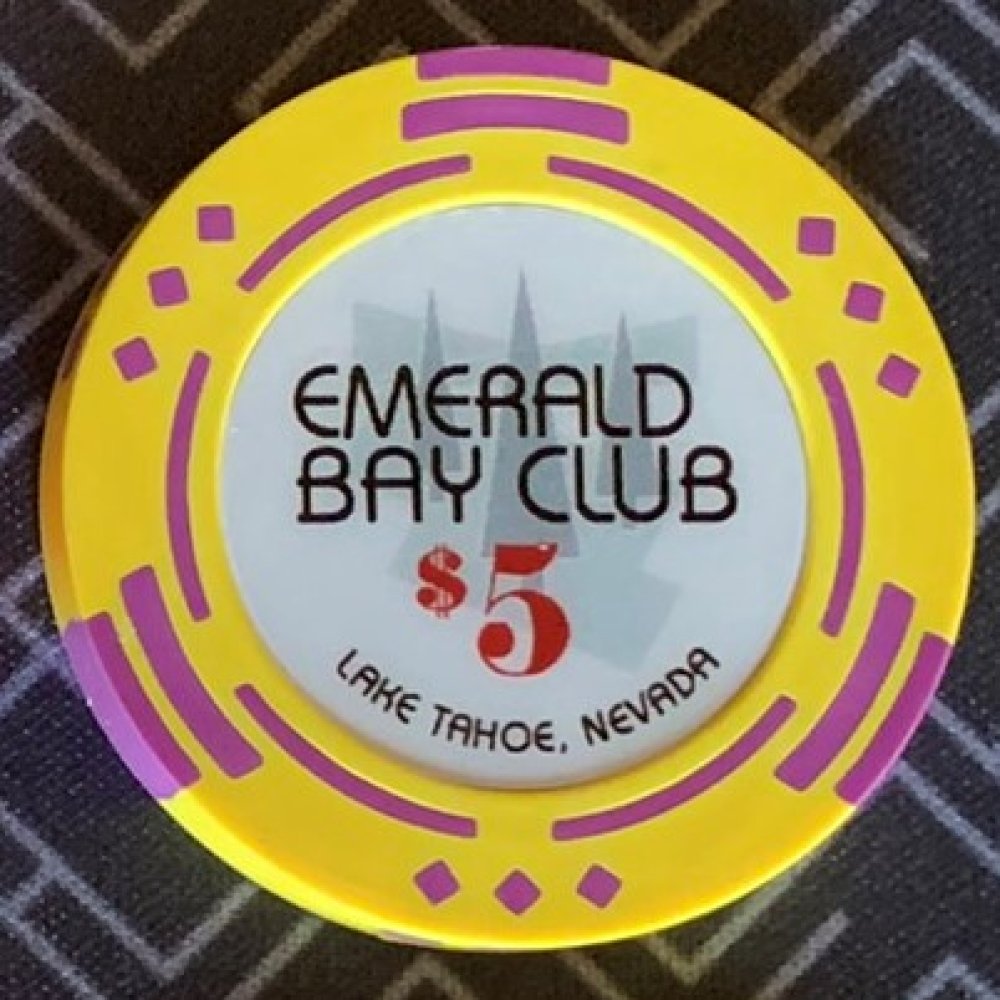 EMERALD
BAY CLUB
$5
LAKE TAHOE, NEVADA